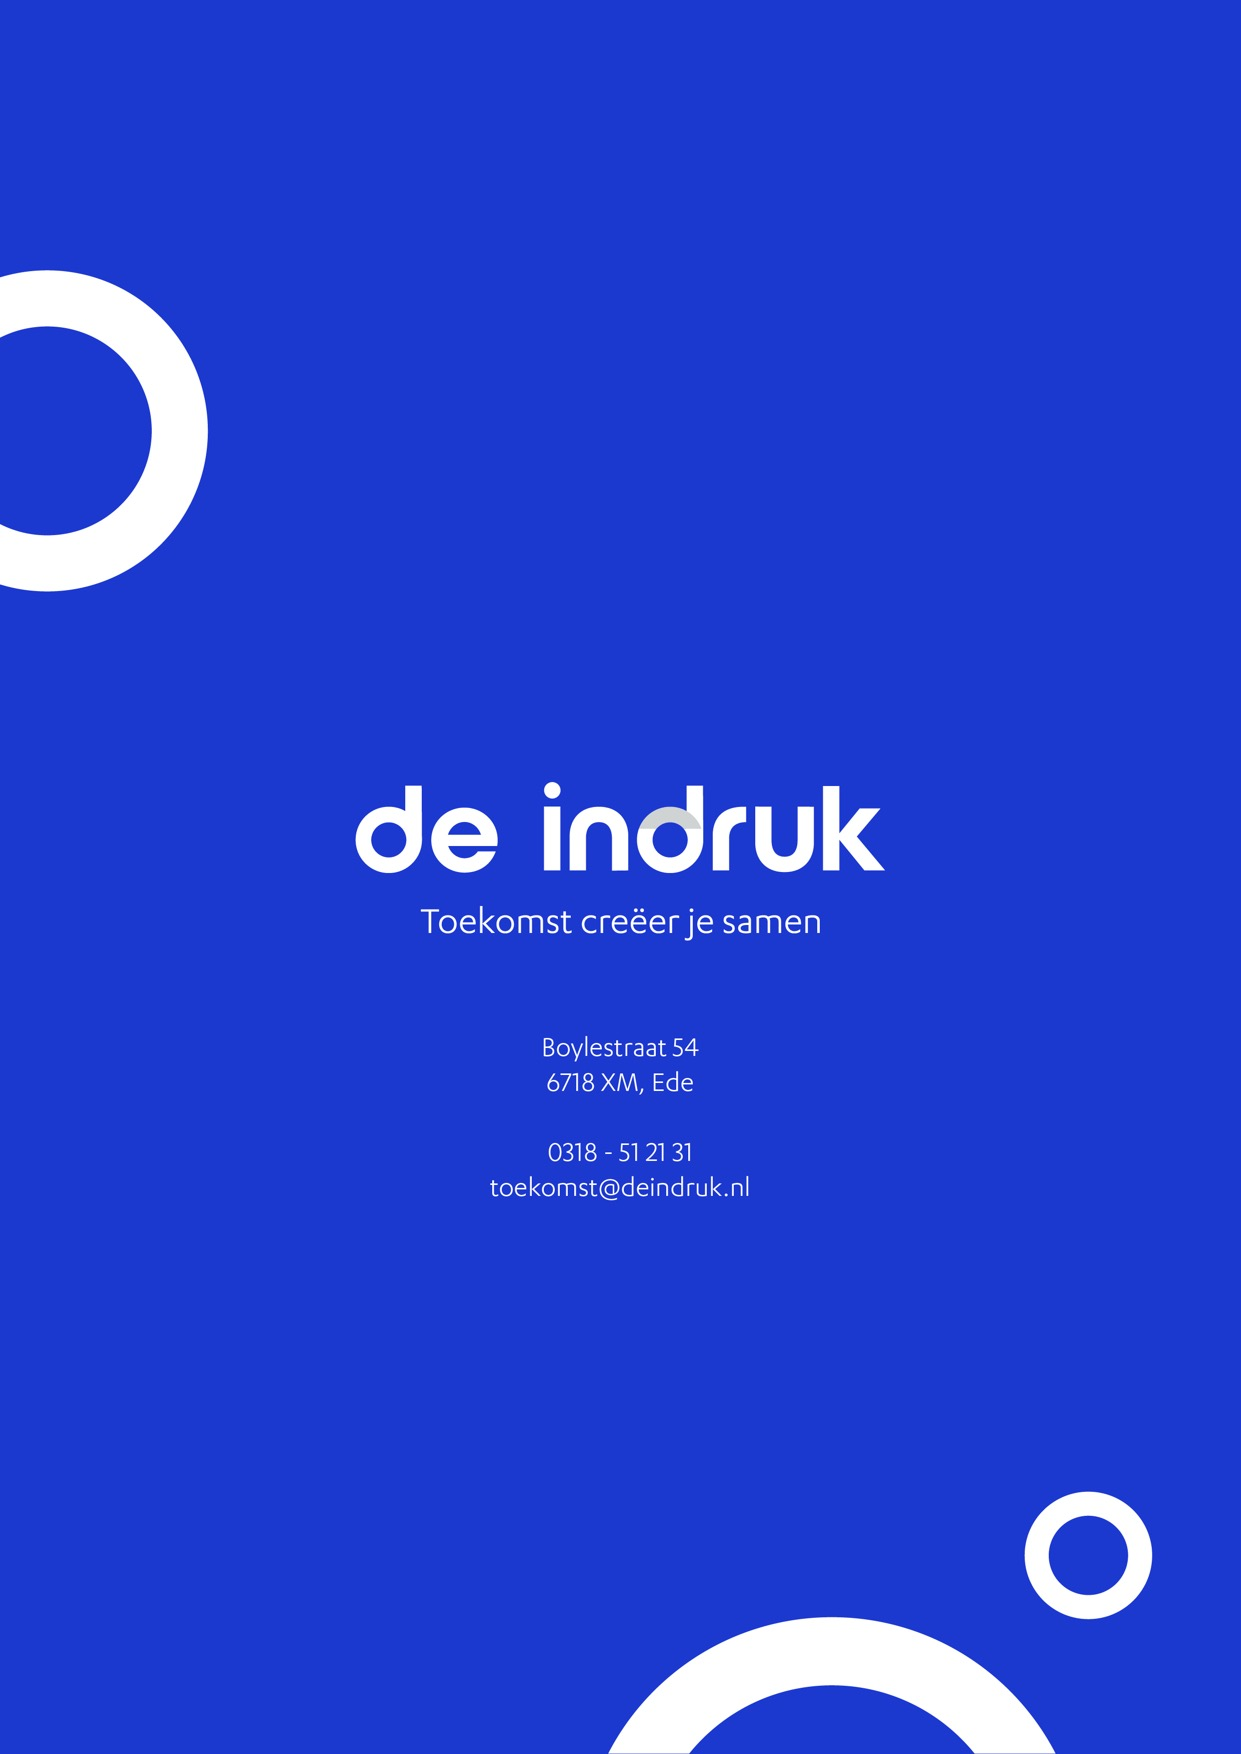 de indruk
Toekomst creëer je samen
Boylestraat 54
6718 XM, Ede
0318 - 51 21 31
toekomst@deindruk.nl